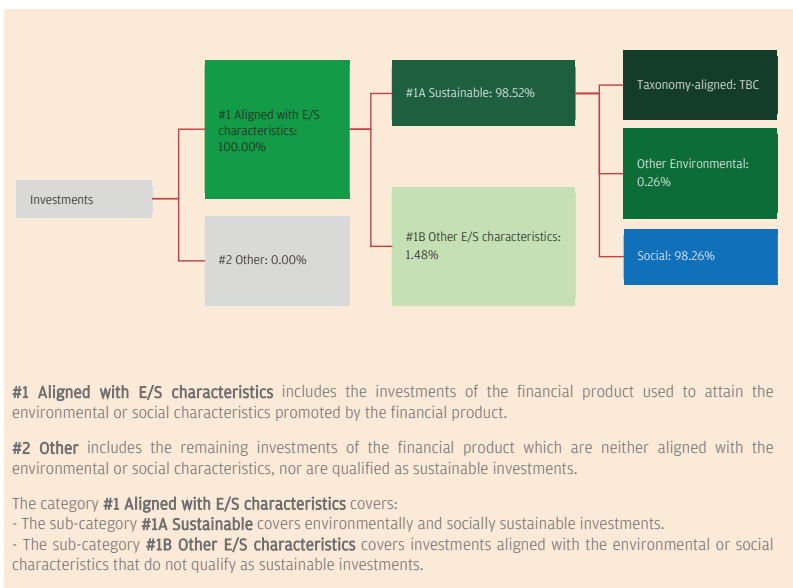 #1 Aligned with E/S
characteristics:
100.00%
#1A Sustainable: 98.52%
Taxonomy-aligned: TBC
Other Environmental:
0.26%
Investments
#2 Other: 0.00%
#1B Other E/S characteristics:
1.48%
Social: 98.26%
#1 Aligned with E/S characteristics includes the investments of the financial product used to attain the
environmental or social characteristics promoted by the financial product.
#2 Other includes the remaining investments of the financial product which are neither aligned with the
environmental or social characteristics, nor are qualified as sustainable investments.
The category #1 Aligned with E/S characteristics covers:
- The sub-category #1A Sustainable covers environmentally and socially sustainable investments.
- The sub-category #1B Other E/S characteristics covers investments aligned with the environmental or social
characteristics that do not qualify as sustainable investments.